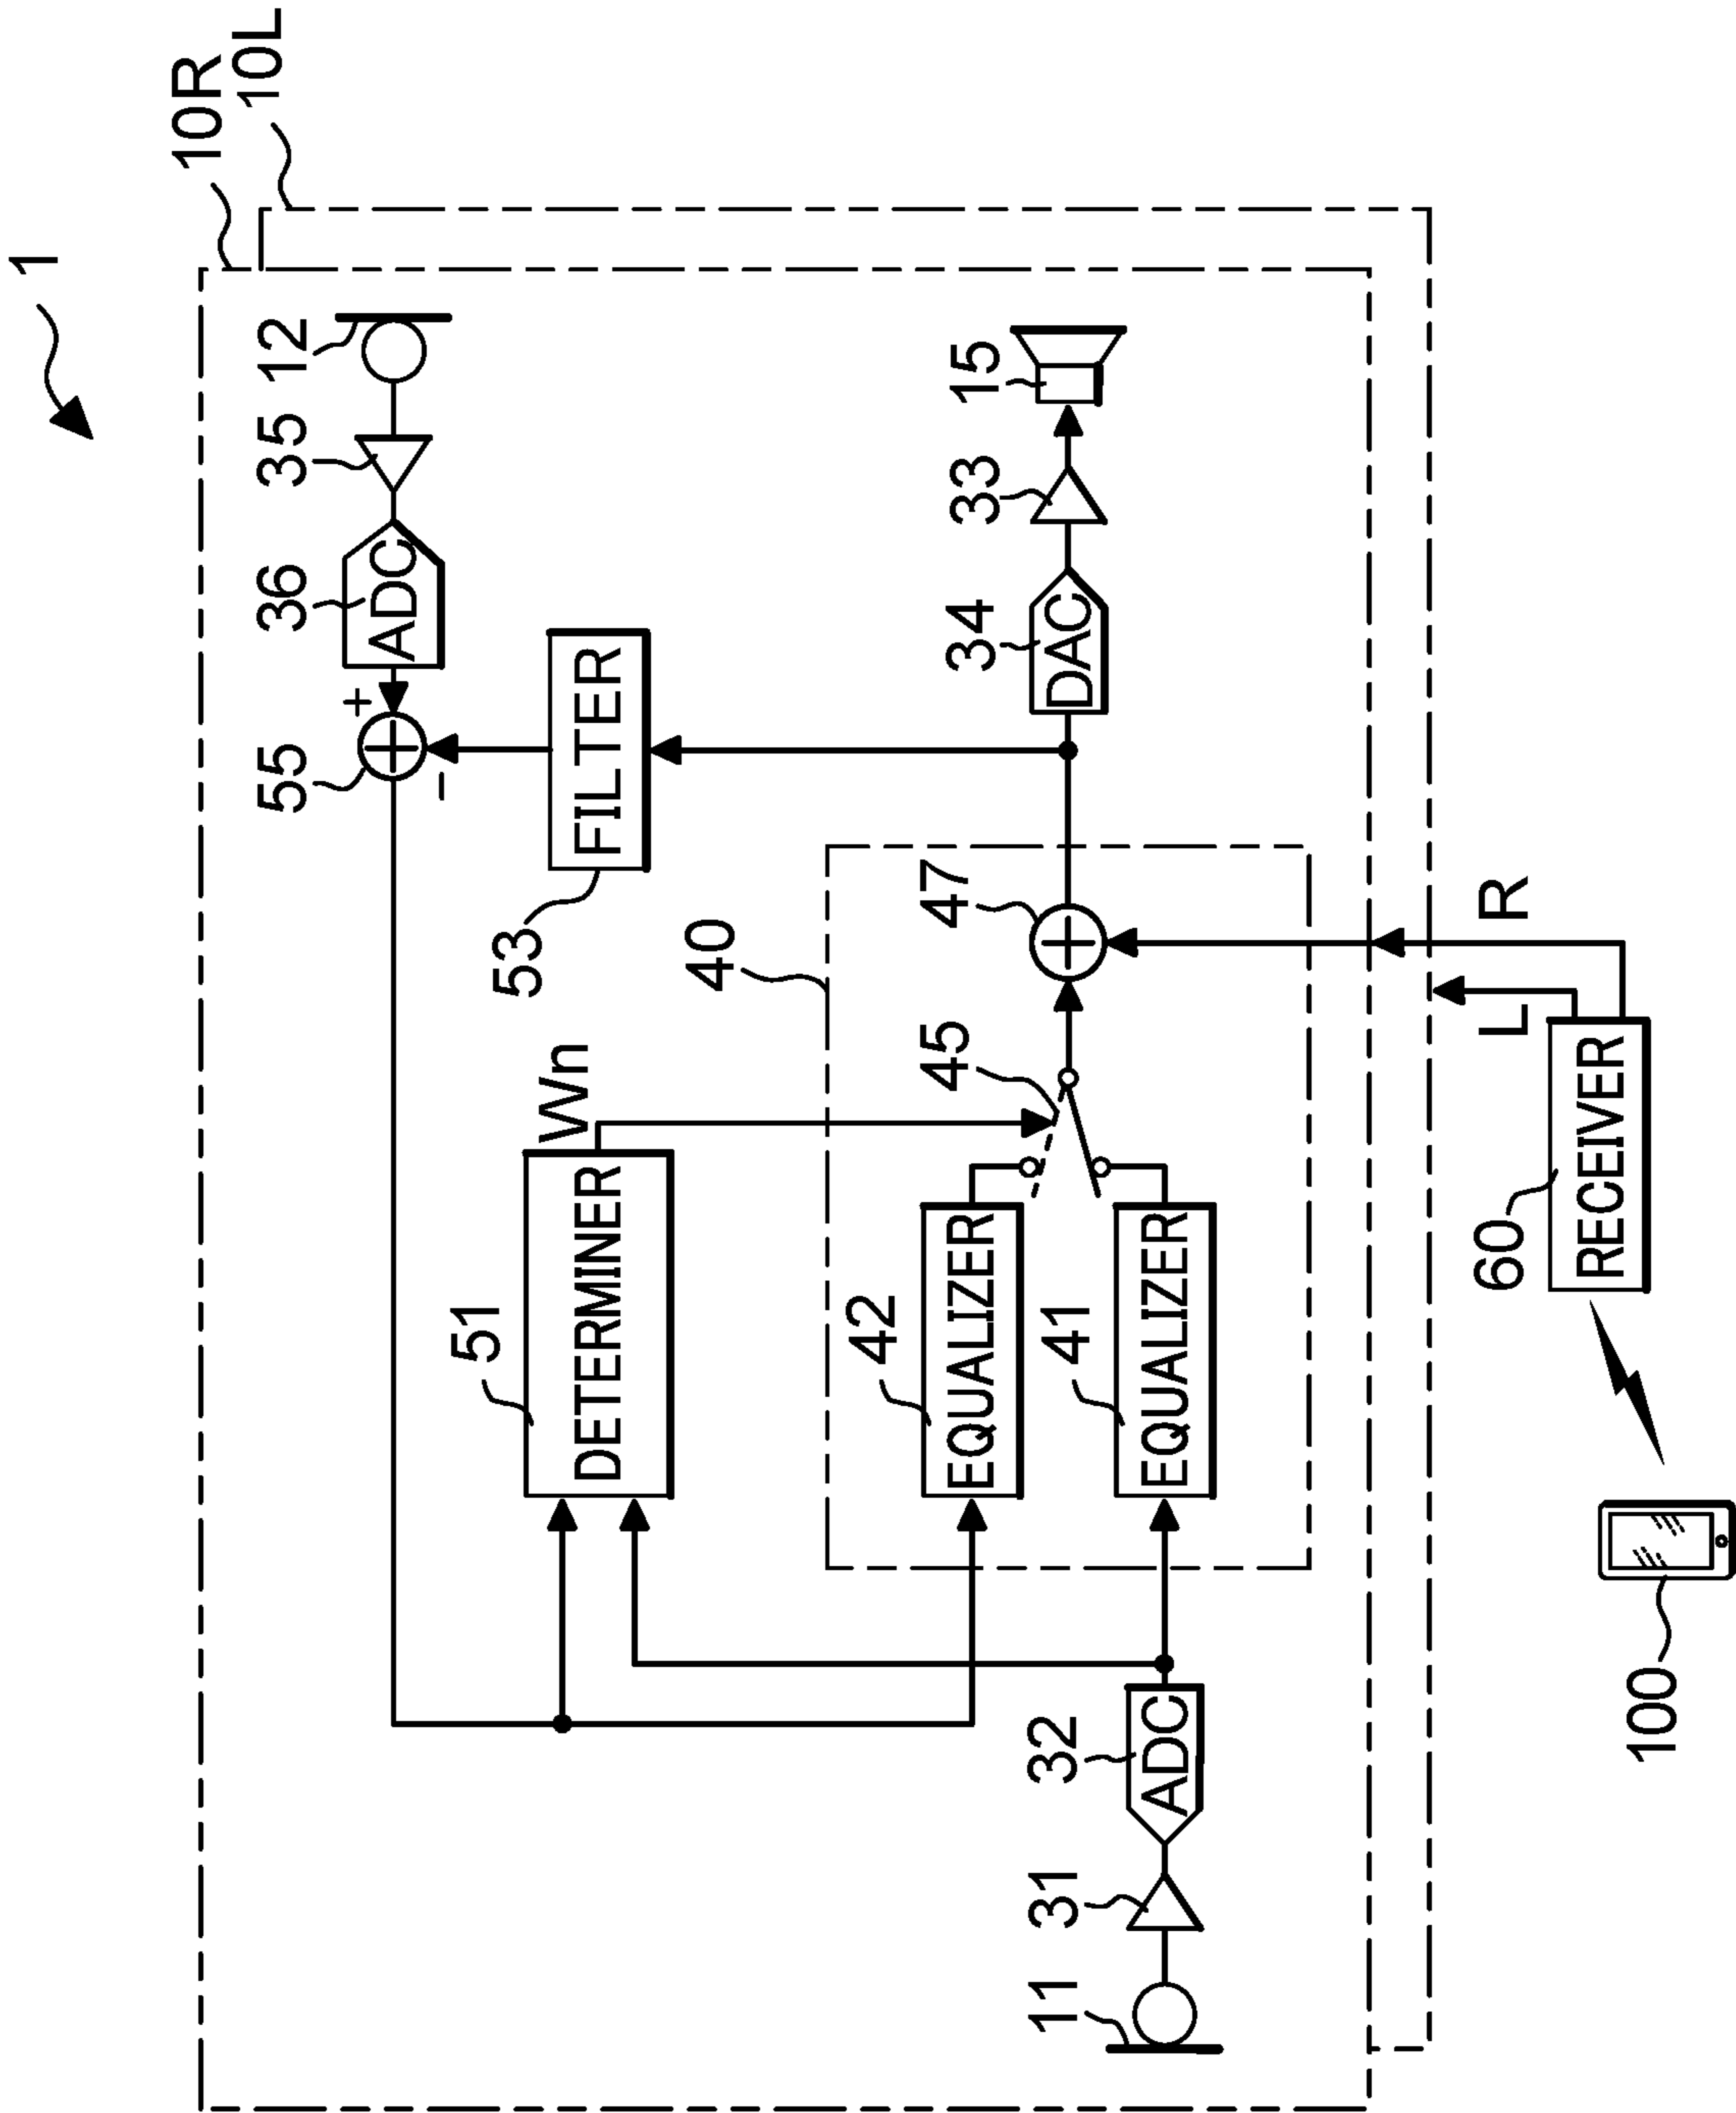 1
10R
10L
11
31
32
ADC
41
EQUALIZER
42
EQUALIZER
51
DETERMINER
Wn
45
40
47
53
FILTER
55
+
−
36
ADC
35
12
34
DAC
33
15
L
R
60
RECEIVER
100